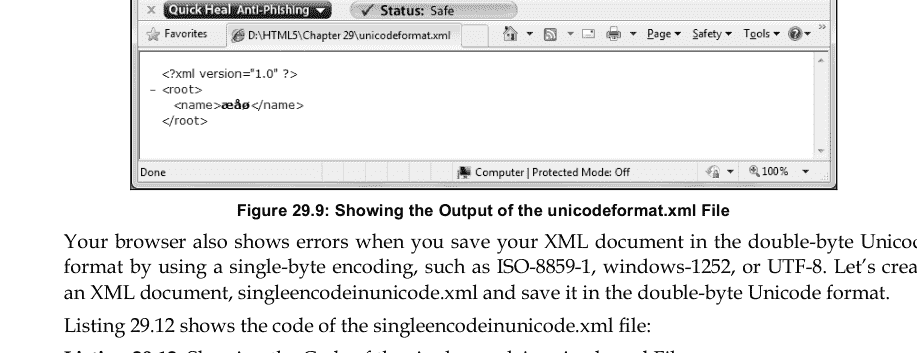 Quick Heal Anti-Phishing Status: Safe
Favorites D:\HTML5\Chapter 29\unicodeformat.xml Page Safety Tools
<?xml version="1.0" ?>
- <root>
<name>æåø</name>
</root>
Done Computer | Protected Mode: Off 100%
Figure 29.9: Showing the Output of the unicodeformat.xml File
Your browser also shows errors when you save your XML document in the double-byte Unico
format by using a single-byte encoding, such as ISO-8859-1, windows-1252, or UTF-8. Let's crea
an XML document, singleencodeinunicode.xml and save it in the double-byte Unicode format.
Listing 29.12 shows the code of the singleencodeinunicode.xml file: